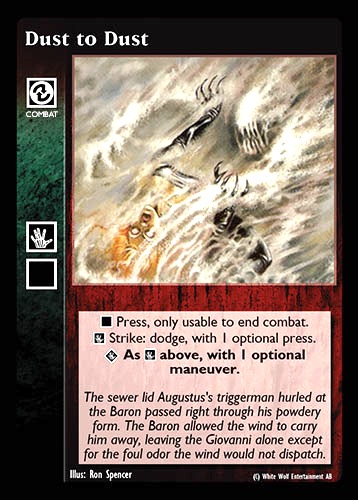 Dust to Dust
COMBAT
Press, only usable to end combat.
Strike: dodge, with 1 optional press.
As above, with 1 optional
maneuver.
The sewer lid Augustus's triggerman hurled at
the Baron passed right through his powdery
form. The Baron allowed the wind to carry
him away, leaving the Giovanni alone except
for the foul odor the wind would not dispatch.
Illus: Ron Spencer
(C) White Wolf Entertainment AB